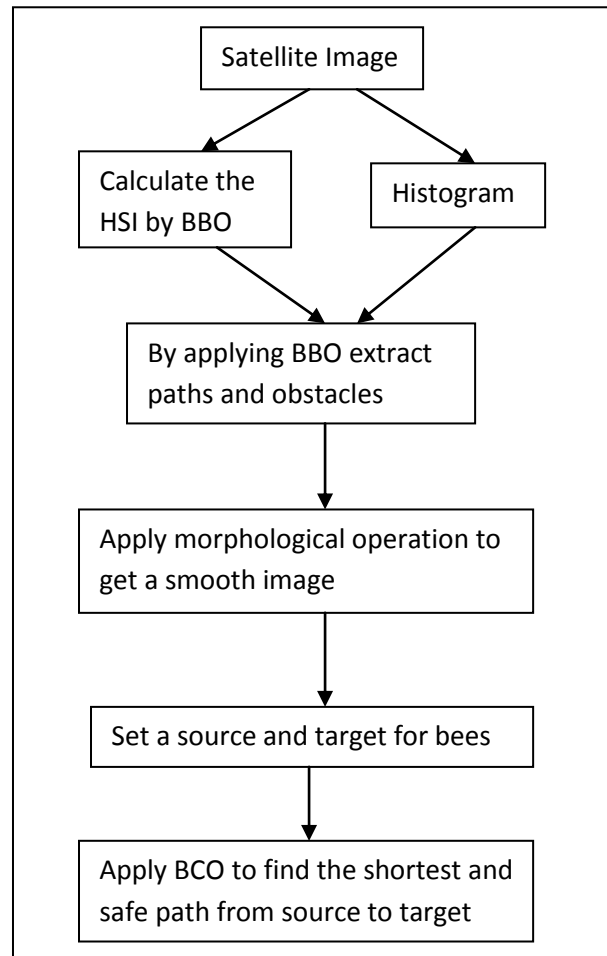 Satellite Image
Calculate the
HSI by BBO
Histogram
By applying BBO extract
paths and obstacles
Apply morphological operation to
get a smooth image
Set a source and target for bees
Apply BCO to find the shortest and
safe path from source to target